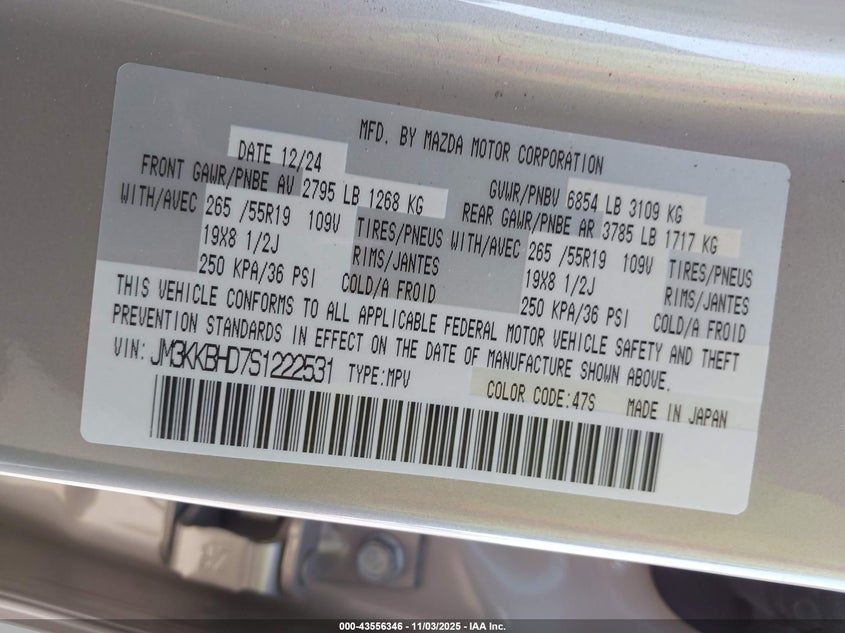 MFD. BY MAZDA MOTOR CORPORATION
DATE 12/24
GVWR/PNBV 6854 LB 3109 KG
FRONT GAWR/PNBE AV 2795 LB 1268 KG
REAR GAWR/PNBE AR 3785 LB 1717 KG
WITH/AVEC 265 /55R19 109V TIRES/PNEUS
19X8 1/2J RIMS/JANTES
250 KPA/36 PSI COLD/A FROID
WITH/AVEC 265 /55R19 109V TIRES/PNEUS
19X8 1/2J RIMS/JANTES
250 KPA/36 PSI COLD/A FROID
THIS VEHICLE CONFORMS TO ALL APPLICABLE FEDERAL MOTOR VEHICLE SAFETY AND THEFT
PREVENTION STANDARDS IN EFFECT ON THE DATE OF MANUFACTURE SHOWN ABOVE.
VIN: JM3KKBHD7S1222531 TYPE:MPV
COLOR CODE:47S MADE IN JAPAN
000-43556346 - 11/03/2025 - IAA Inc.